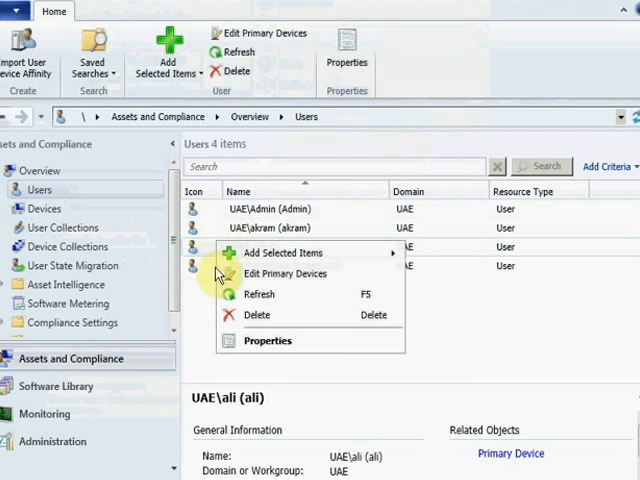 Home
Import User
Device Affinity
Create
Saved
Searches
Search
Add
Selected Items
Edit Primary Devices
Refresh
Delete
User
Properties
Properties
\ Assets and Compliance Overview Users
Assets and Compliance
Overview
Users
Devices
User Collections
Device Collections
User State Migration
Asset Intelligence
Software Metering
Compliance Settings
Assets and Compliance
Software Library
Monitoring
Administration
Users 4 items
Search
Search
Add Criteria
Icon Name Domain Resource Type
UAE\Admin (Admin) UAE User
UAE\akram (akram) UAE User
UAE User
UAE User
Add Selected Items
Edit Primary Devices
Refresh F5
Delete Delete
Properties
UAE\ali (ali)
General Information
Name: UAE\ali (ali)
Domain or Workgroup: UAE
Related Objects
Primary Device